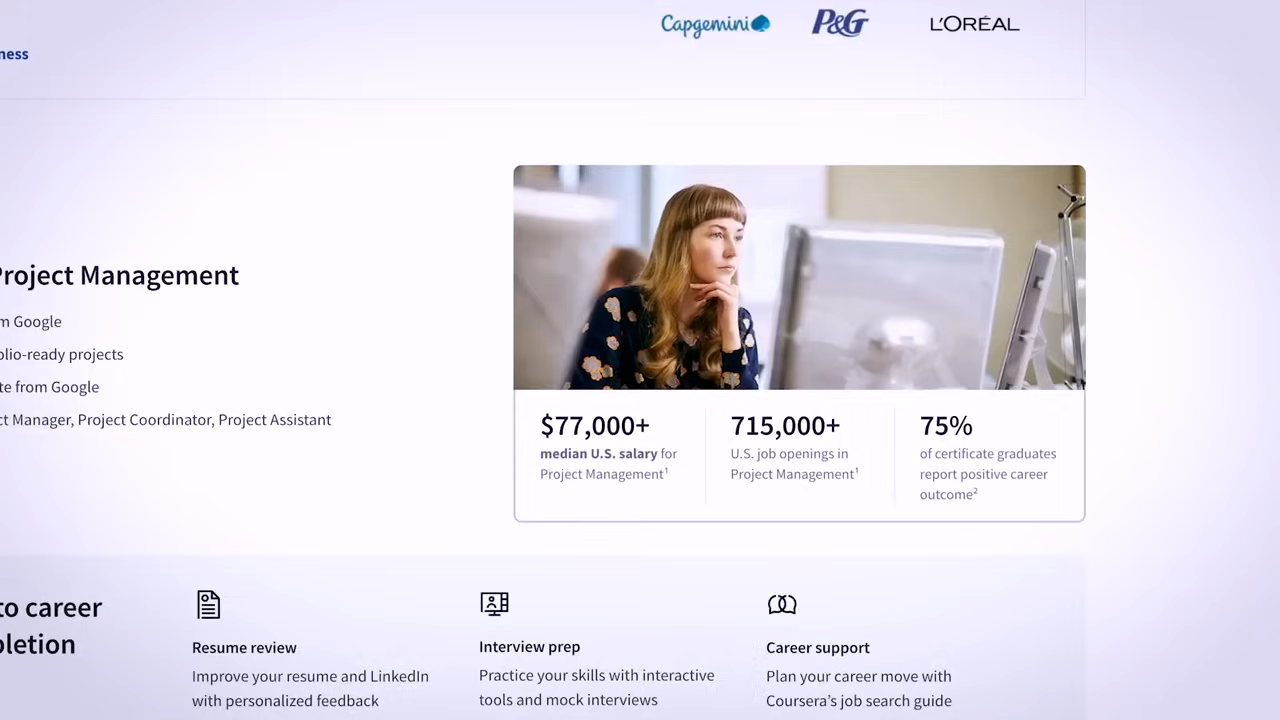 Capgemini
P&G
L'ORÉAL
ness
Project Management
m Google
olio-ready projects
te from Google
ct Manager, Project Coordinator, Project Assistant
$77,000+
median U.S. salary for
Project Management¹
715,000+
U.S. job openings in
Project Management¹
75%
of certificate graduates
report positive career
outcome²
to career
pletion
Resume review
Improve your resume and LinkedIn
with personalized feedback
Interview prep
Practice your skills with interactive
tools and mock interviews
Career support
Plan your career move with
Coursera's job search guide